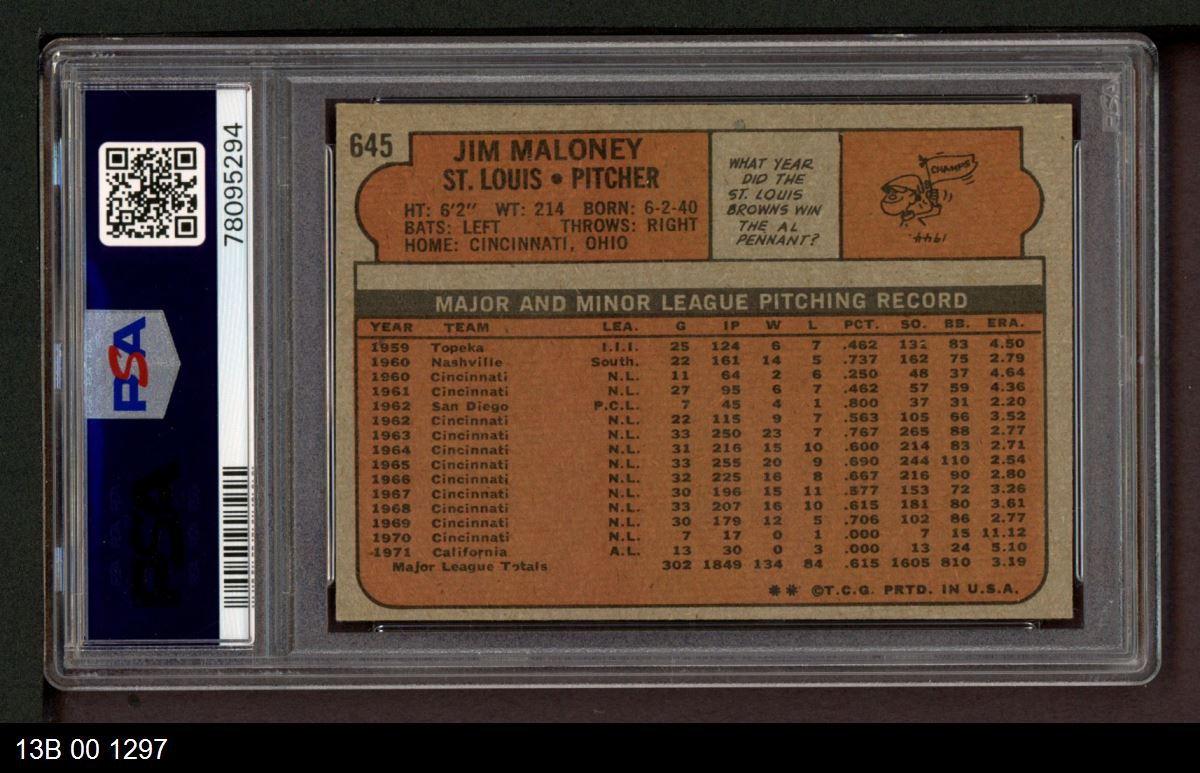 645
JIM MALONEY
ST. LOUIS • PITCHER
HT: 6'2" WT: 214 BORN: 6-2-40
BATS: LEFT THROWS: RIGHT
HOME: CINCINNATI, OHIO
WHAT YEAR
DID THE
ST. LOUIS
BROWNS WIN
THE AL
PENNANT?
CHAMPS
1944
MAJOR AND MINOR LEAGUE PITCHING RECORD
YEAR TEAM LEA. G IP W L PCT. SO. BB. ERA.
1959 Topeka I.I.I. 25 124 6 7 .462 132 83 4.50
1960 Nashville South. 22 161 14 5 .737 162 75 2.79
1960 Cincinnati N.L. 11 64 2 6 .250 48 37 4.64
1961 Cincinnati N.L. 27 95 6 7 .462 57 59 4.36
1962 San Diego P.C.L. 7 45 4 1 .800 37 31 2.20
1962 Cincinnati N.L. 22 115 9 7 .563 105 66 3.52
1963 Cincinnati N.L. 33 250 23 7 .767 265 88 2.77
1964 Cincinnati N.L. 31 216 15 10 .600 214 83 2.71
1965 Cincinnati N.L. 33 255 20 9 .690 244 110 2.54
1966 Cincinnati N.L. 32 225 16 8 .667 216 90 2.80
1967 Cincinnati N.L. 30 196 15 11 .577 153 72 3.26
1968 Cincinnati N.L. 33 207 16 10 .615 181 80 3.61
1969 Cincinnati N.L. 30 179 12 5 .706 102 86 2.77
1970 Cincinnati N.L. 7 17 0 1 .000 7 15 11.12
1971 California A.L. 13 30 0 3 .000 13 24 5.10
Major League Totals 302 1849 134 84 .615 1605 810 3.19
** ©T.C.G. PRTD. IN U.S.A.
78095294
PSA
PSA
PSA
13B 00 1297